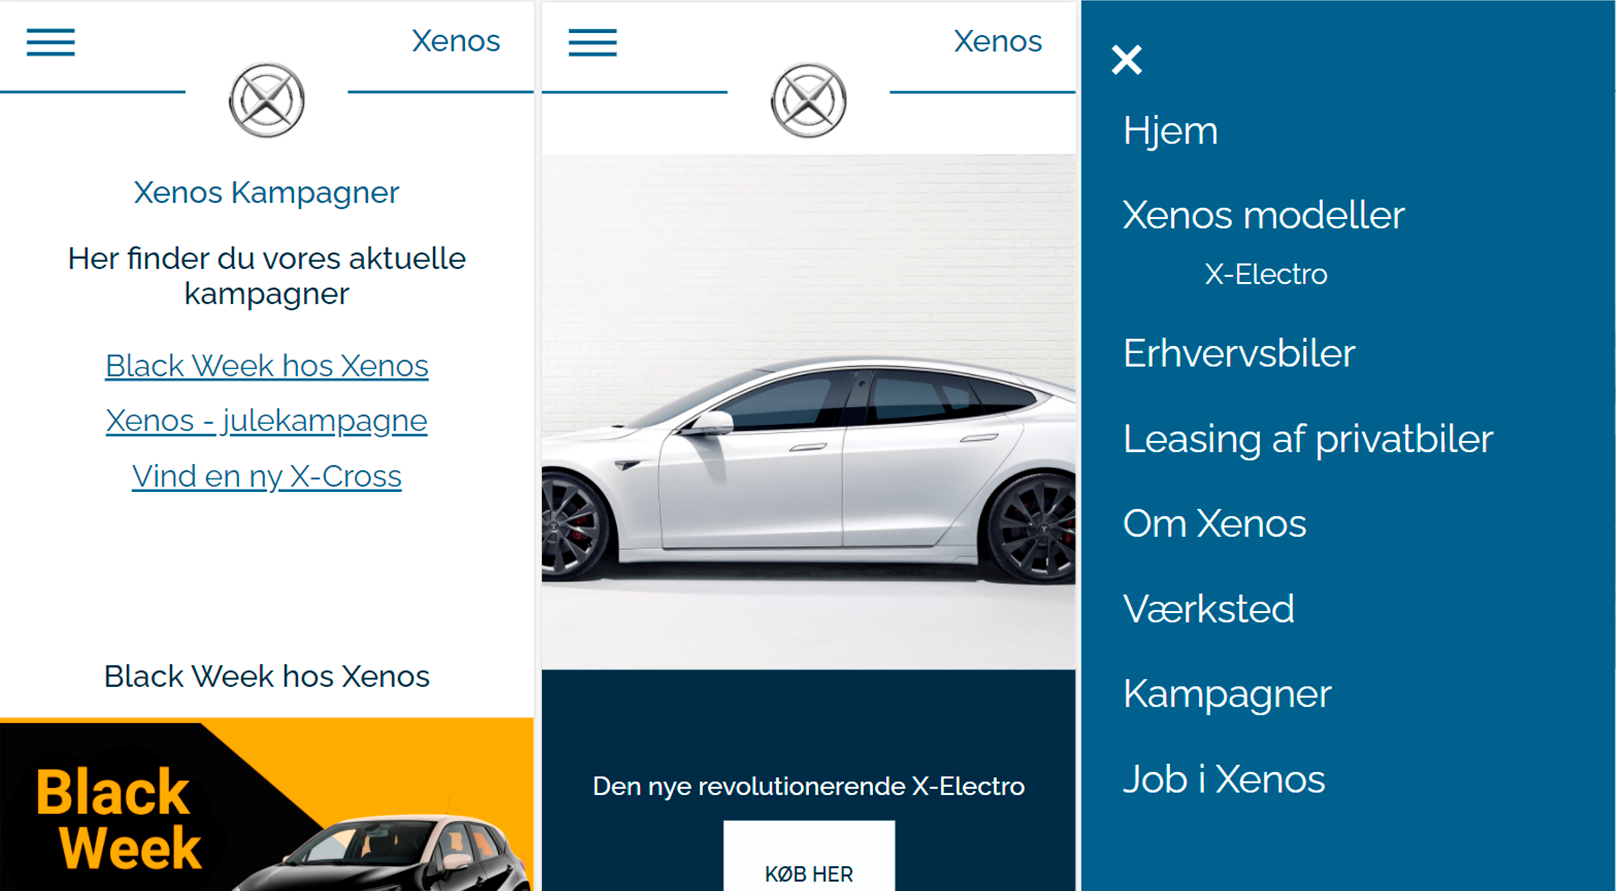 Xenos
Xenos Kampagner
Her finder du vores aktuelle
kampagner
Black Week hos Xenos
Xenos - julekampagne
Vind en ny X-Cross
Black Week hos Xenos
Black
Week
Xenos
Den nye revolutionerende X-Electro
KØB HER
Hjem
Xenos modeller
X-Electro
Erhvervsbiler
Leasing af privatbiler
Om Xenos
Værksted
Kampagner
Job i Xenos